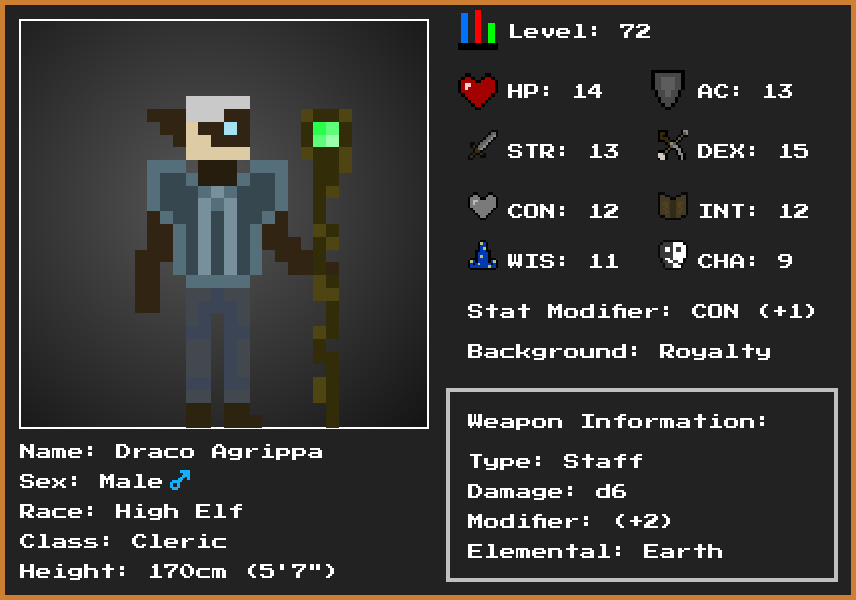 Level: 72
HP: 14
AC: 13
STR: 13
DEX: 15
CON: 12
INT: 12
WIS: 11
CHA: 9
Stat Modifier: CON (+1)
Background: Royalty
Weapon Information:
Type: Staff
Damage: d6
Modifier: (+2)
Elemental: Earth
Name: Draco Agrippa
Sex: Male ♂
Race: High Elf
Class: Cleric
Height: 170cm (5'7")